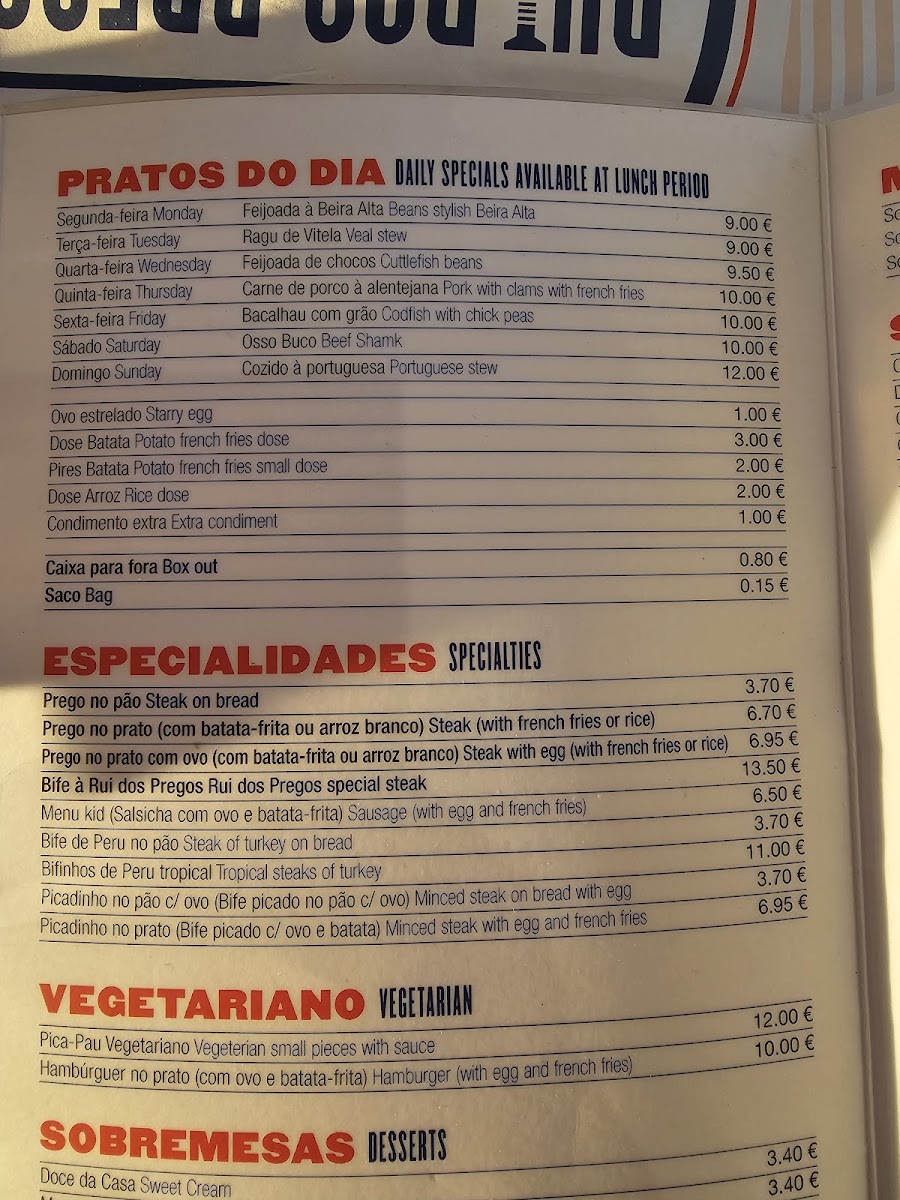 PRATOS DO DIA DAILY SPECIALS AVAILABLE AT LUNCH PERIOD
Segunda-feira Monday Feijoada à Beira Alta Beans stylish Beira Alta 9.00 €
Terça-feira Tuesday Ragu de Vitela Veal stew 9.00 €
Quarta-feira Wednesday Feijoada de chocos Cuttlefish beans 9.50 €
Quinta-feira Thursday Carne de porco à alentejana Pork with clams with french fries 10.00 €
Sexta-feira Friday Bacalhau com grão Codfish with chick peas 10.00 €
Sábado Saturday Osso Buco Beef Shamk 10.00 €
Domingo Sunday Cozido à portuguesa Portuguese stew 12.00 €
Ovo estrelado Starry egg 1.00 €
Dose Batata Potato french fries dose 3.00 €
Pires Batata Potato french fries small dose 2.00 €
Dose Arroz Rice dose 2.00 €
Condimento extra Extra condiment 1.00 €
Caixa para fora Box out 0.80 €
Saco Bag 0.15 €
ESPECIALIDADES SPECIALTIES
Prego no pão Steak on bread 3.70 €
Prego no prato (com batata-frita ou arroz branco) Steak (with french fries or rice) 6.70 €
Prego no prato com ovo (com batata-frita ou arroz branco) Steak with egg (with french fries or rice) 6.95 €
Bife à Rui dos Pregos Rui dos Pregos special steak 13.50 €
Menu kid (Salsicha com ovo e batata-frita) Sausage (with egg and french fries) 6.50 €
Bife de Peru no pão Steak of turkey on bread 3.70 €
Bifinhos de Peru tropical Tropical steaks of turkey 11.00 €
Picadinho no pão c/ ovo (Bife picado no pão c/ ovo) Minced steak on bread with egg 3.70 €
Picadinho no prato (Bife picado c/ ovo e batata) Minced steak with egg and french fries 6.95 €
VEGETARIANO VEGETARIAN
Pica-Pau Vegetariano Vegeterian small pieces with sauce 12.00 €
Hambúrguer no prato (com ovo e batata-frita) Hamburger (with egg and french fries) 10.00 €
SOBREMESAS DESSERTS
Doce da Casa Sweet Cream 3.40 €
3.40 €